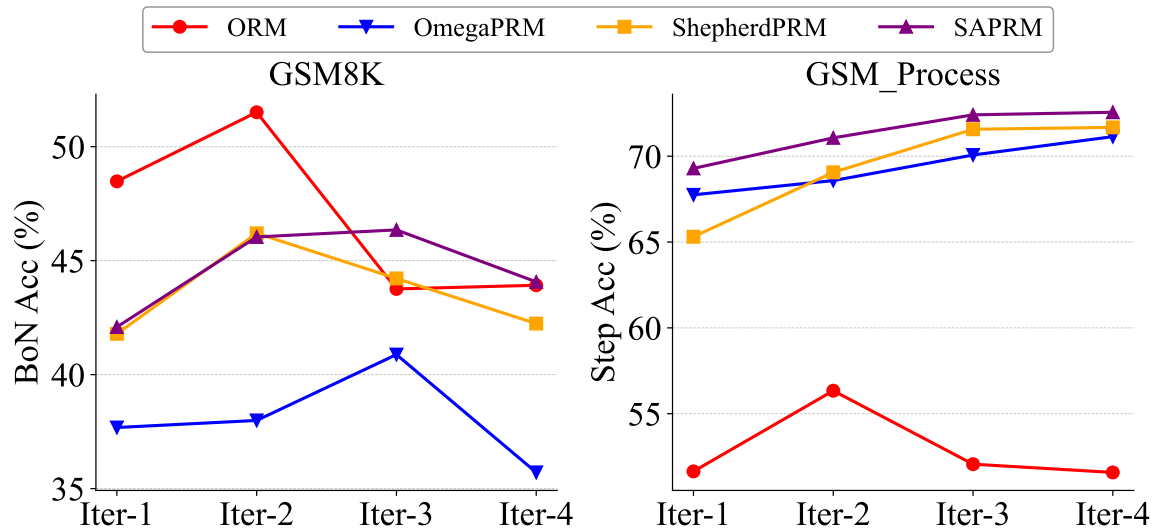 ORM OmegaPRM ShepherdPRM SAPRM
GSM8K
BoN Acc (%)
50
45
40
35
Iter-1 Iter-2 Iter-3 Iter-4
GSM_Process
Step Acc (%)
70
65
60
55
Iter-1 Iter-2 Iter-3 Iter-4